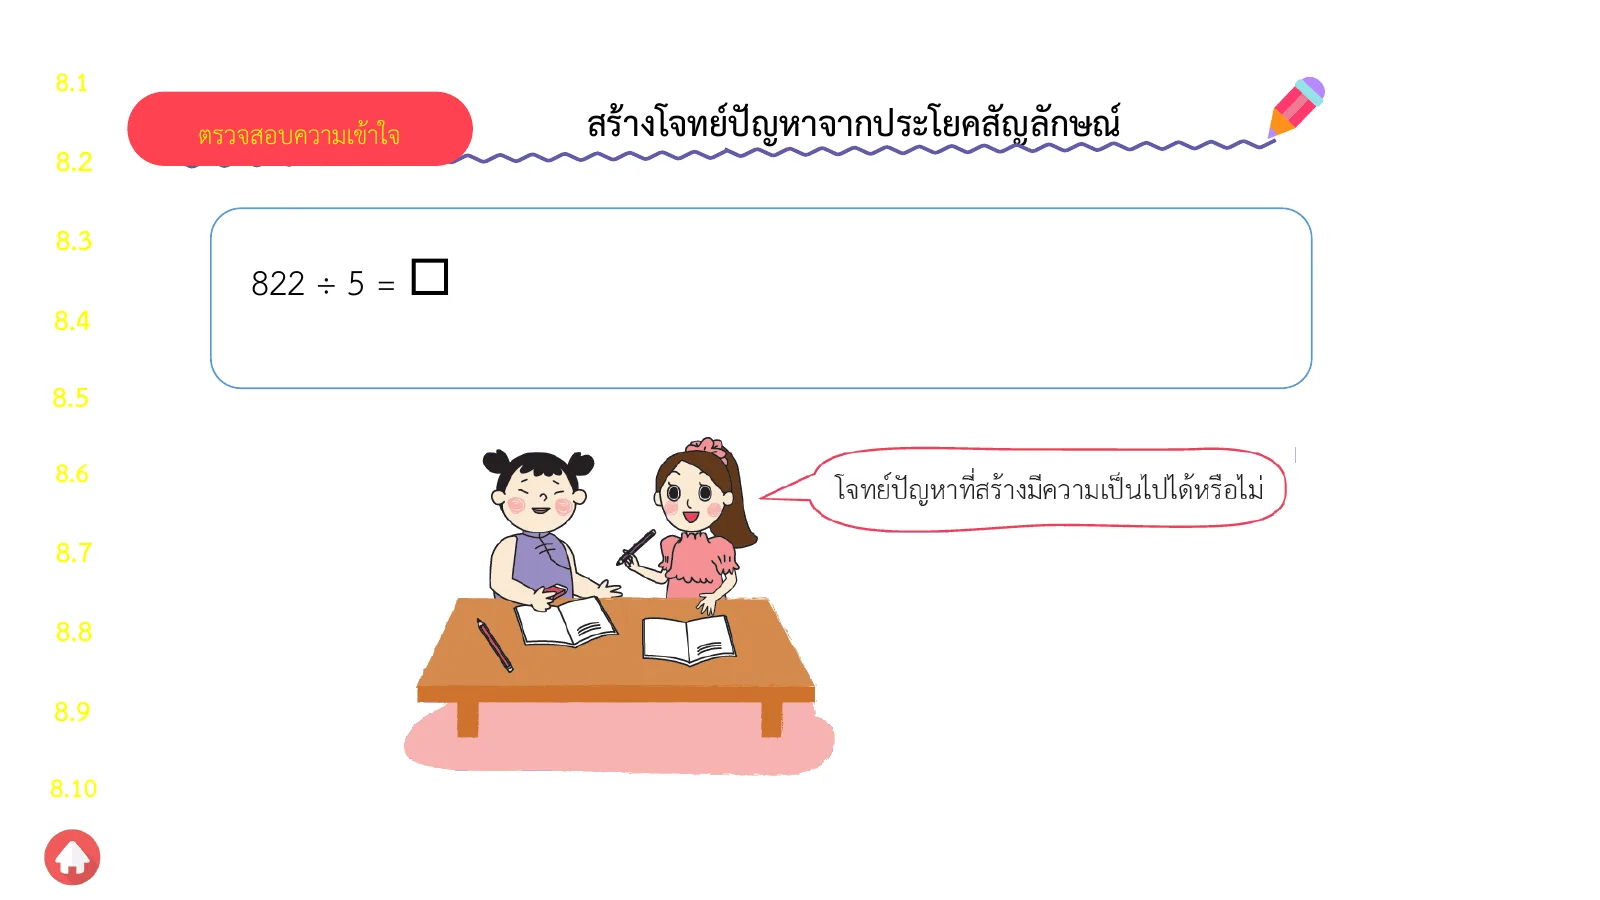 8.1
ตรวจสอบความเข้าใจ
สร้างโจทย์ปัญหาจากประโยคสัญลักษณ์
8.2
8.3
822 ÷ 5 = □
8.4
8.5
8.6
โจทย์ปัญหาที่สร้างมีความเป็นไปได้หรือไม่
8.7
8.8
8.9
8.10